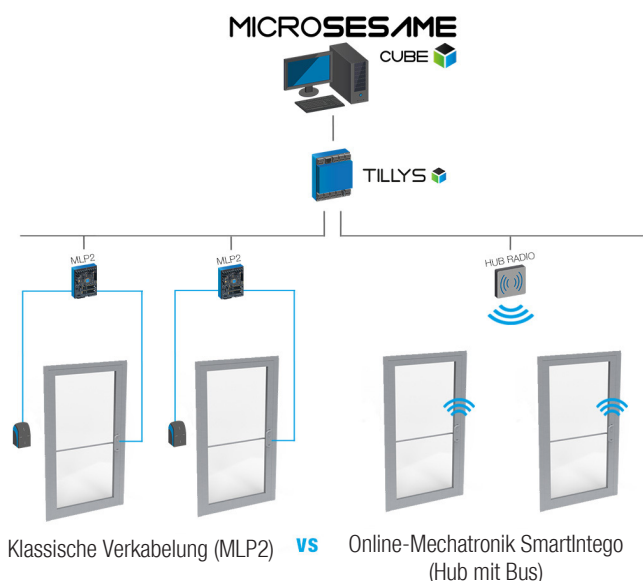 MICROSESAME
CUBE
TILLYS
MLP2
MLP2
HUB RADIO
Klassische Verkabelung (MLP2)
vs
Online-Mechatronik SmartIntego
(Hub mit Bus)